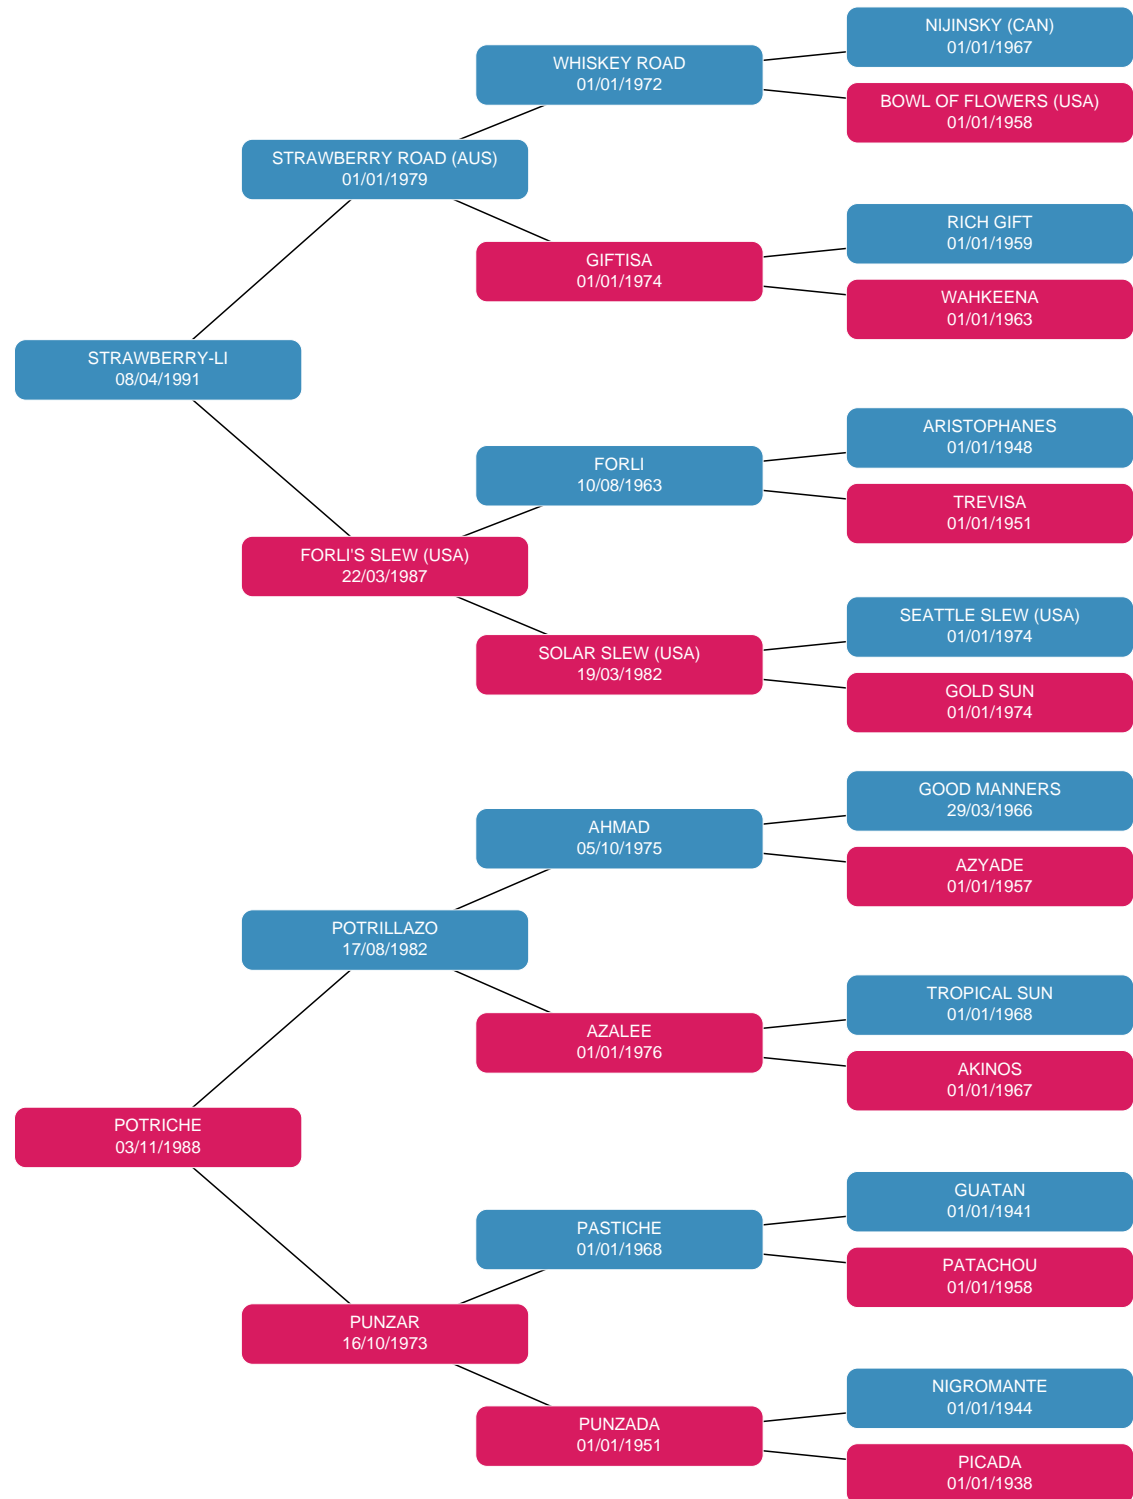 NIJINSKY (CAN)
01/01/1967
WHISKEY ROAD
01/01/1972
BOWL OF FLOWERS (USA)
01/01/1958
STRAWBERRY ROAD (AUS)
01/01/1979
RICH GIFT
01/01/1959
GIFTISA
01/01/1974
WAHKEENA
01/01/1963
STRAWBERRY-LI
08/04/1991
ARISTOPHANES
01/01/1948
FORLI
10/08/1963
TREVISA
01/01/1951
FORLI'S SLEW (USA)
22/03/1987
SEATTLE SLEW (USA)
01/01/1974
SOLAR SLEW (USA)
19/03/1982
GOLD SUN
01/01/1974
GOOD MANNERS
29/03/1966
AHMAD
05/10/1975
AZYADE
01/01/1957
POTRILLAZO
17/08/1982
TROPICAL SUN
01/01/1968
AZALEE
01/01/1976
AKINOS
01/01/1967
POTRICHE
03/11/1988
GUATAN
01/01/1941
PASTICHE
01/01/1968
PATACHOU
01/01/1958
PUNZAR
16/10/1973
NIGROMANTE
01/01/1944
PUNZADA
01/01/1951
PICADA
01/01/1938